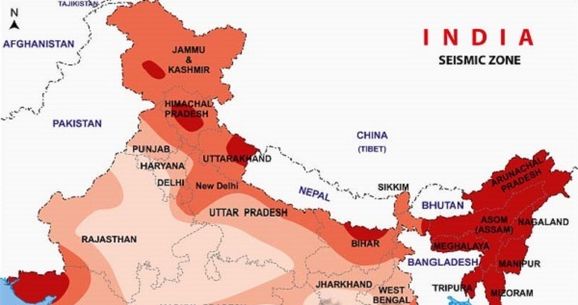 TAJIKISTAN
N
AFGHANISTAN
JAMMU
&
KASHMIR
INDIA
SEISMIC ZONE
HIMACHAL
PRADESH
PAKISTAN
CHINA
(TIBET)
PUNJAB
HARYANA
UTTARAKHAND
DELHI
New Delhi
NEPAL
SIKKIM
ARUNACHAL
PRADESH
BHUTAN
UTTAR PRADESH
ASOM
(ASSAM)
NAGALAND
RAJASTHAN
BIHAR
MEGHALAYA
BANGLADESH
MANIPUR
JHARKHAND
WEST
BENGAL
TRIPURA
MIZORAM